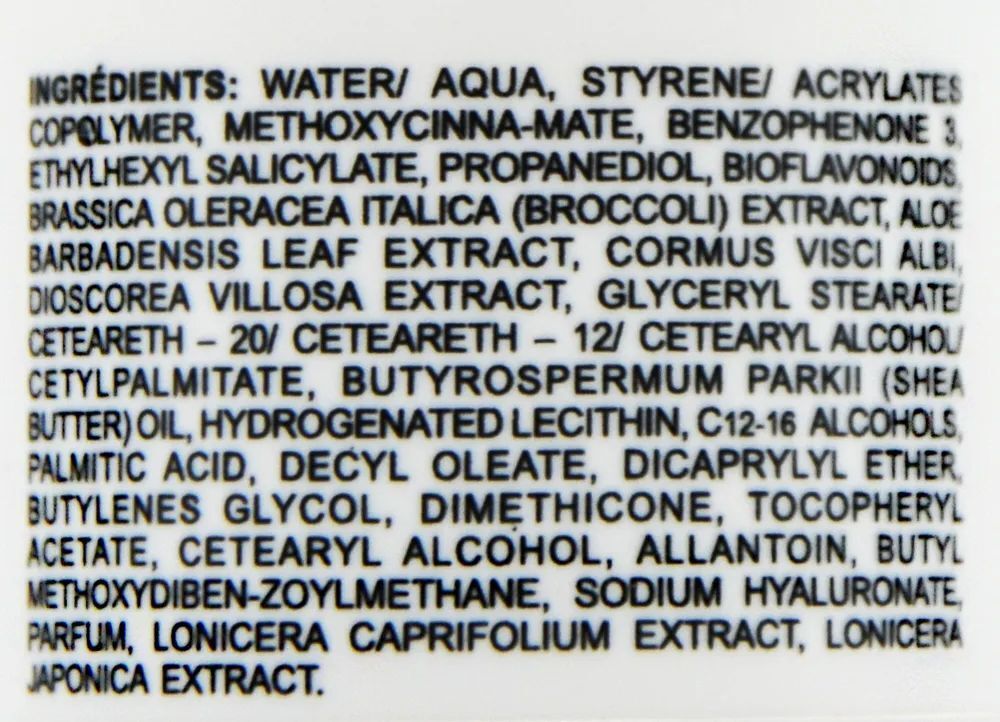 INGRÉDIENTS: WATER/ AQUA, STYRENE/ ACRYLATES
COPOLYMER, METHOXYCINNA-MATE, BENZOPHENONE 3,
ETHYLHEXYL SALICYLATE, PROPANEDIOL, BIOFLAVONOIDS,
BRASSICA OLERACEA ITALICA (BROCCOLI) EXTRACT, ALOE
BARBADENSIS LEAF EXTRACT, CORMUS VISCI ALBI,
DIOSCOREA VILLOSA EXTRACT, GLYCERYL STEARATE/
CETEARETH – 20/ CETEARETH – 12/ CETEARYL ALCOHOL/
CETYLPALMITATE, BUTYROSPERMUM PARKII (SHEA
BUTTER) OIL, HYDROGENATED LECITHIN, C12-16 ALCOHOLS,
PALMITIC ACID, DECYL OLEATE, DICAPRYLYL ETHER,
BUTYLENES GLYCOL, DIMETHICONE, TOCOPHERYL
ACETATE, CETEARYL ALCOHOL, ALLANTOIN, BUTYL
METHOXYDIBEN-ZOYLMETHANE, SODIUM HYALURONATE,
PARFUM, LONICERA CAPRIFOLIUM EXTRACT, LONICERA
JAPONICA EXTRACT.